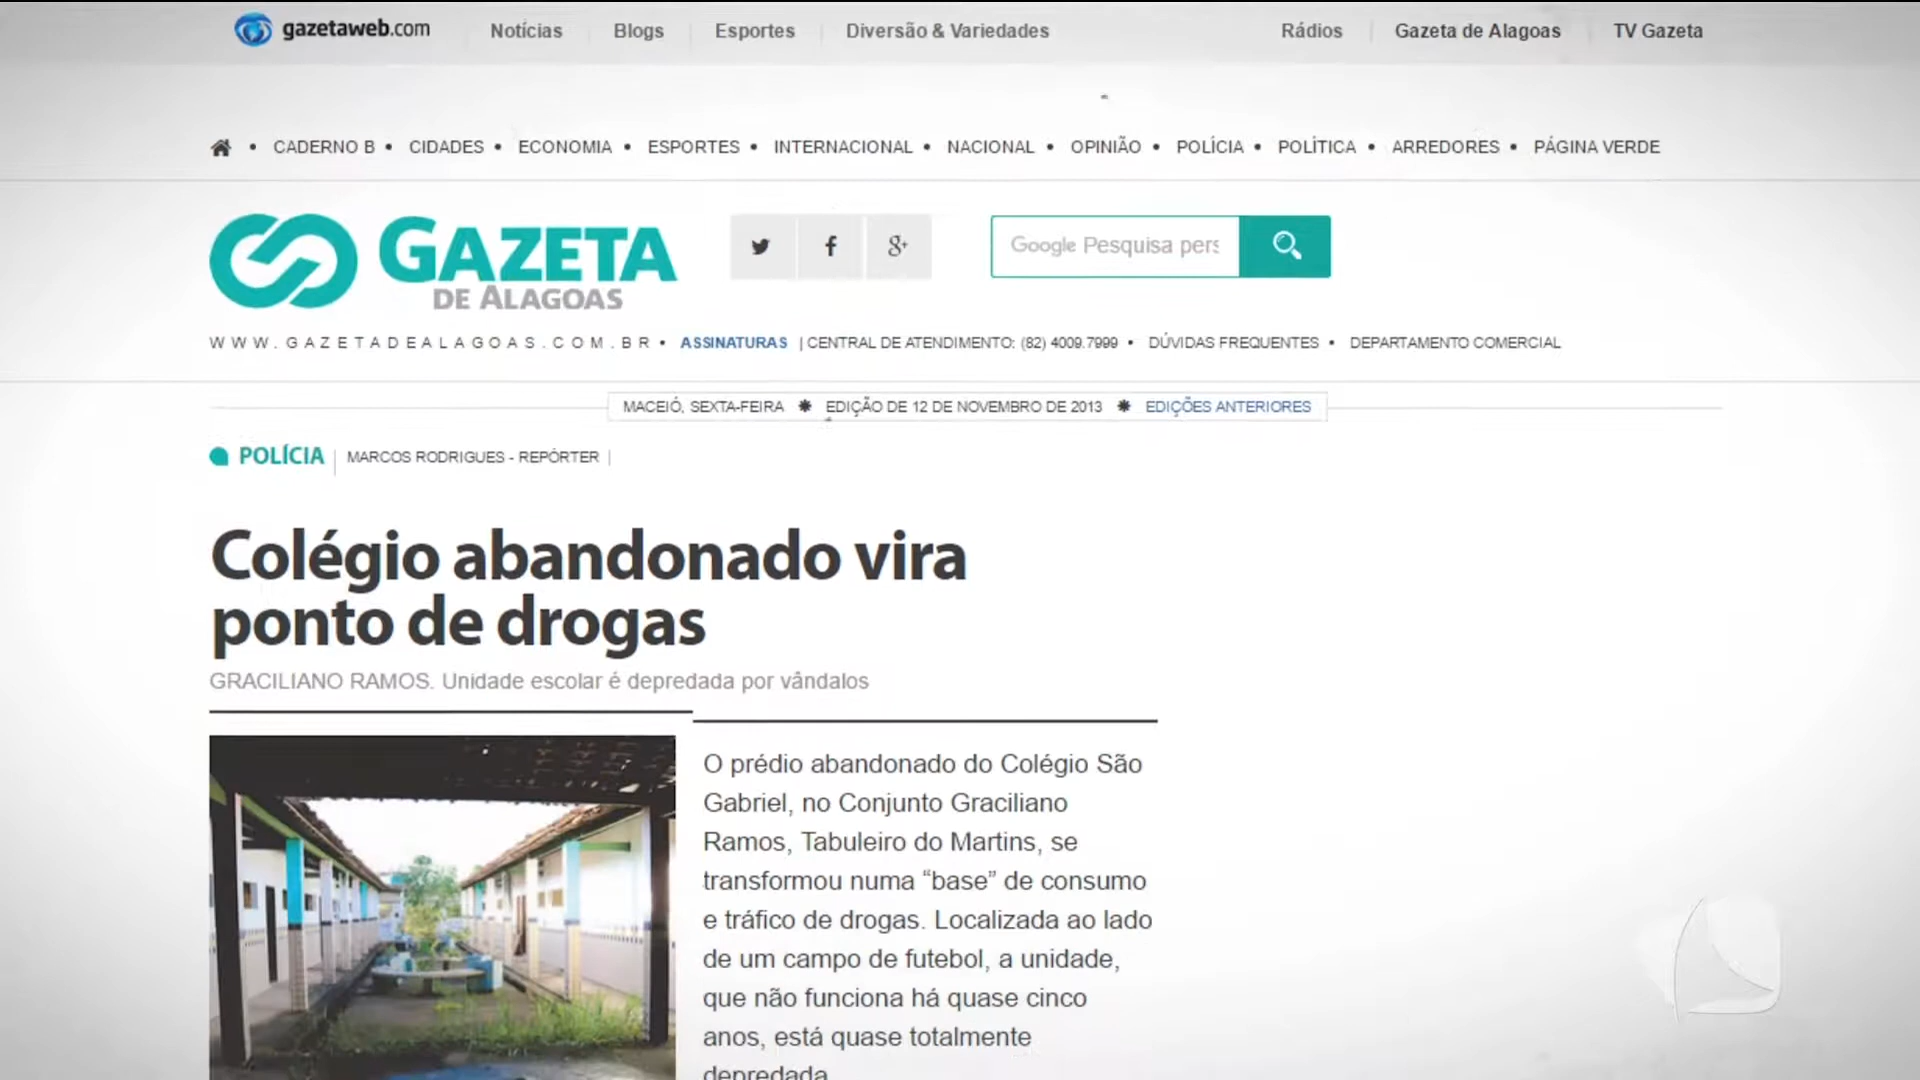 gazetaweb.com Notícias Blogs Esportes Diversão & Variedades Rádios Gazeta de Alagoas TV Gazeta
• CADERNO B • CIDADES • ECONOMIA • ESPORTES • INTERNACIONAL • NACIONAL • OPINIÃO • POLÍCIA • POLÍTICA • ARREDORES • PÁGINA VERDE
GAZETA
DE ALAGOAS
Google Pesquisa pers
WWW.GAZETADEALAGOAS.COM.BR • ASSINATURAS | CENTRAL DE ATENDIMENTO: (82) 4009.7999 • DÚVIDAS FREQUENTES • DEPARTAMENTO COMERCIAL
MACEIÓ, SEXTA-FEIRA ✸ EDIÇÃO DE 12 DE NOVEMBRO DE 2013 ✸ EDIÇÕES ANTERIORES
POLÍCIA | MARCOS RODRIGUES - REPÓRTER |
Colégio abandonado vira
ponto de drogas
GRACILIANO RAMOS. Unidade escolar é depredada por vândalos
O prédio abandonado do Colégio São
Gabriel, no Conjunto Graciliano
Ramos, Tabuleiro do Martins, se
transformou numa “base” de consumo
e tráfico de drogas. Localizada ao lado
de um campo de futebol, a unidade,
que não funciona há quase cinco
anos, está quase totalmente
depredada.